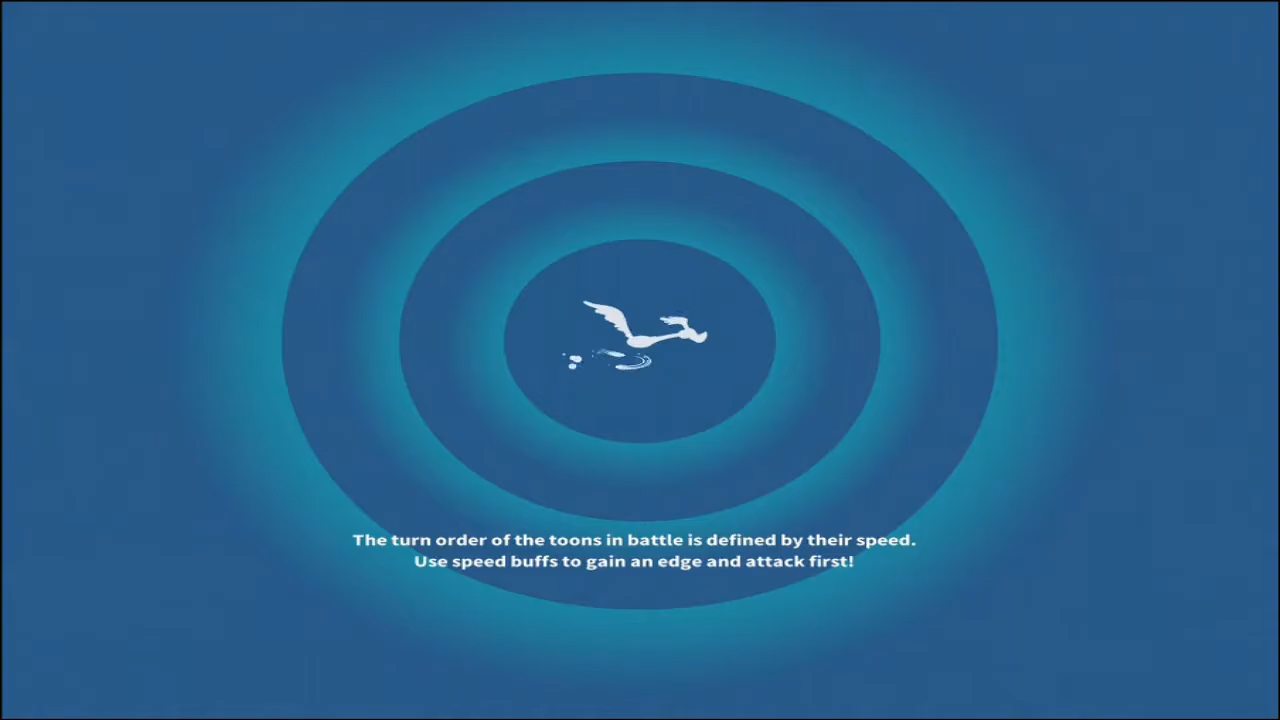 The turn order of the toons in battle is defined by their speed.
Use speed buffs to gain an edge and attack first!